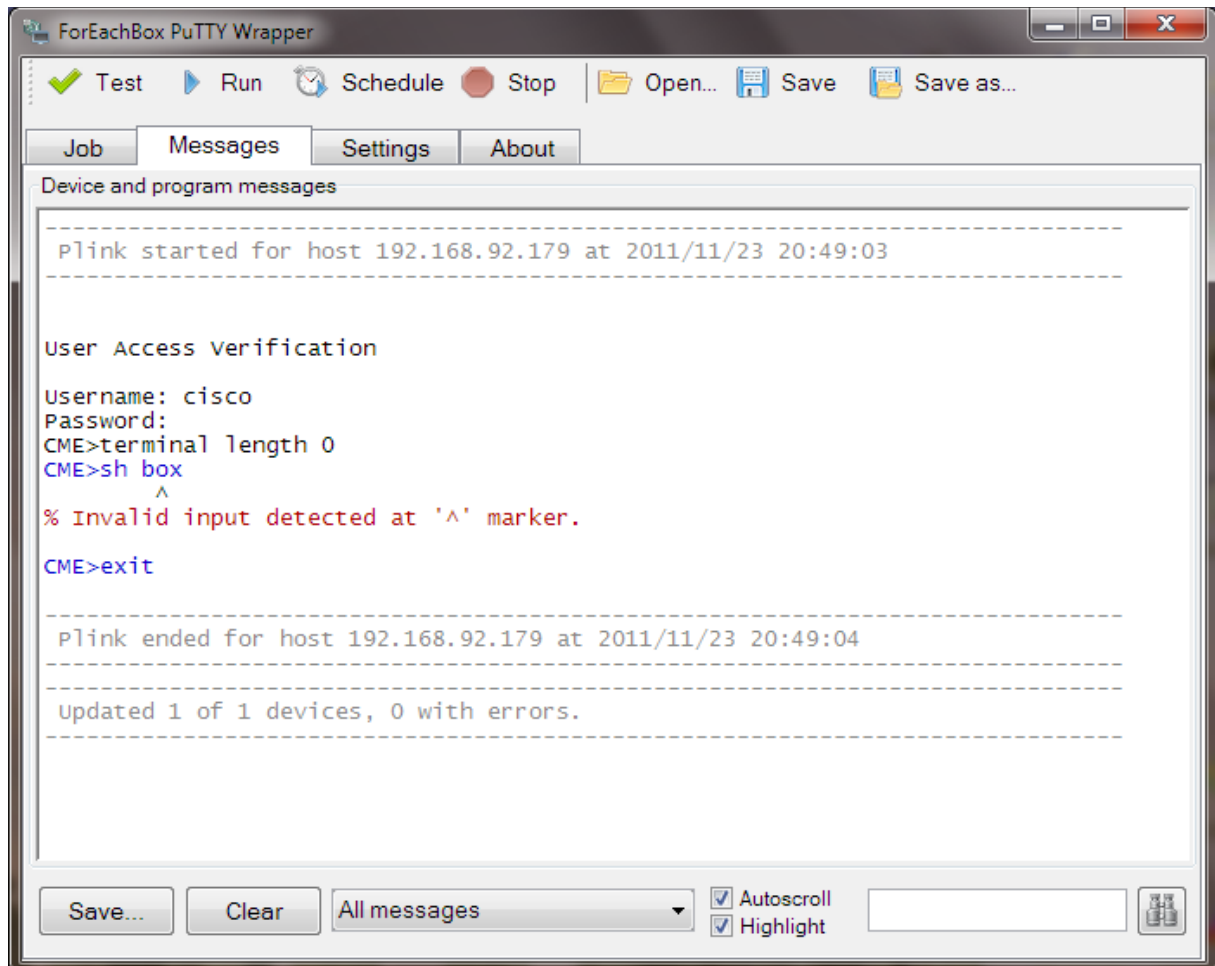 ForEachBox PuTTY Wrapper
Test Run Schedule Stop Open... Save Save as...
Job Messages Settings About
Device and program messages
------------------------------------------------------------------------------
Plink started for host 192.168.92.179 at 2011/11/23 20:49:03
------------------------------------------------------------------------------
User Access Verification
Username: cisco
Password:
CME>terminal length 0
CME>sh box
^
% Invalid input detected at '^' marker.
CME>exit
------------------------------------------------------------------------------
Plink ended for host 192.168.92.179 at 2011/11/23 20:49:04
------------------------------------------------------------------------------
------------------------------------------------------------------------------
Updated 1 of 1 devices, 0 with errors.
------------------------------------------------------------------------------
Save... Clear All messages Autoscroll
Highlight